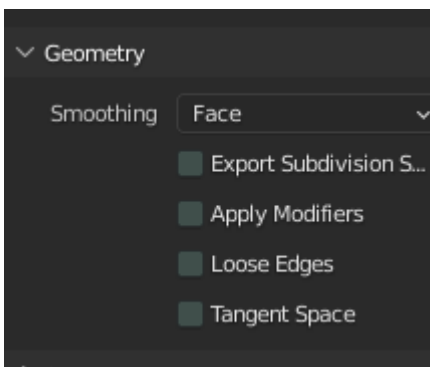 Geometry
Smoothing Face
Export Subdivision S...
Apply Modifiers
Loose Edges
Tangent Space